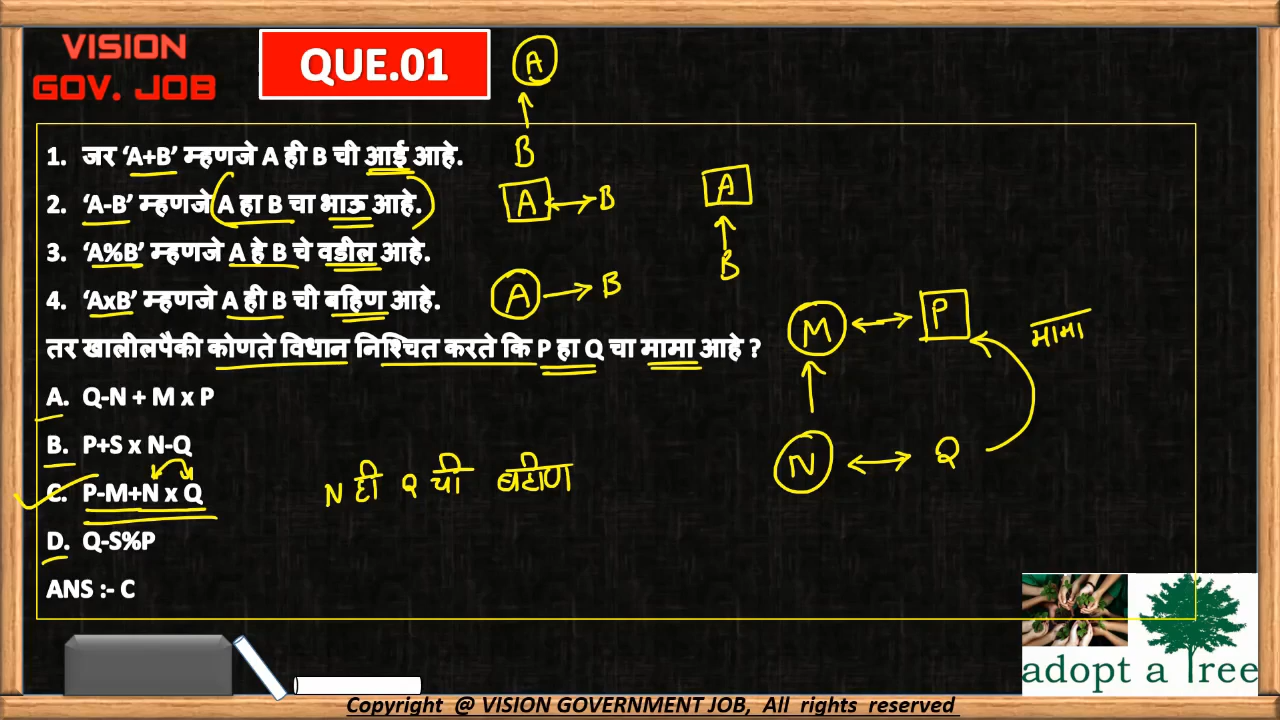 VISION
GOV. JOB
QUE.01
A
B
1. जर ‘A+B’ म्हणजे A ही B ची आई आहे.
2. ‘A-B’ म्हणजे A हा B चा भाऊ आहे.
A B
A
B
3. ‘A%B’ म्हणजे A हे B चे वडील आहे.
4. ‘AxB’ म्हणजे A ही B ची बहिण आहे.
A B
M P
मामा
तर खालीलपैकी कोणते विधान निश्चित करते कि P हा Q चा मामा आहे ?
A. Q-N + M x P
B. P+S x N-Q
N Q
C. P-M+N x Q
N ही Q ची बहीण
D. Q-S%P
ANS :- C
adopt a Tree
Copyright @ VISION GOVERNMENT JOB, All rights reserved